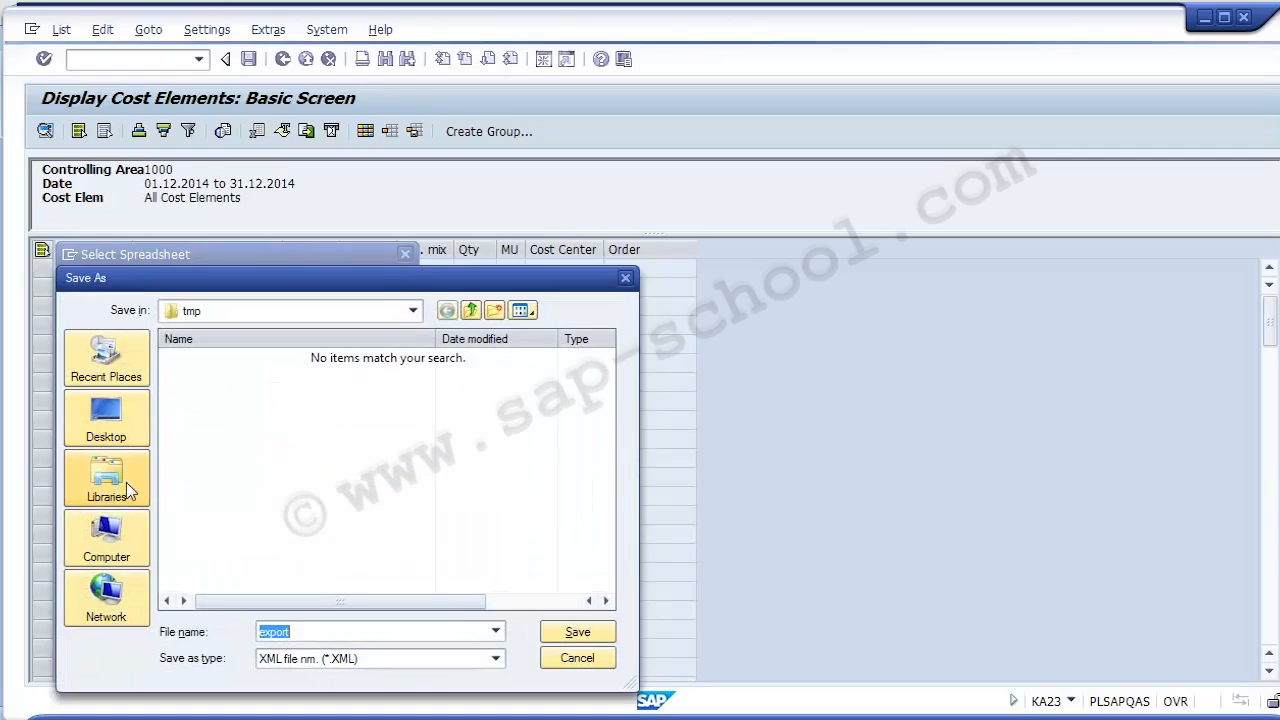 List Edit Goto Settings Extras System Help
Display Cost Elements: Basic Screen
Create Group...
Controlling Area1000
Date 01.12.2014 to 31.12.2014
Cost Elem All Cost Elements
Select Spreadsheet . mix Qty MU Cost Center Order
Save As
Save in: tmp
Name Date modified Type
No items match your search.
Recent Places
Desktop
Libraries
Computer
Network
File name: export Save
Save as type: XML file nm. (*.XML) Cancel
© www.sap-school.com
SAP KA23 PLSAPQAS OVR